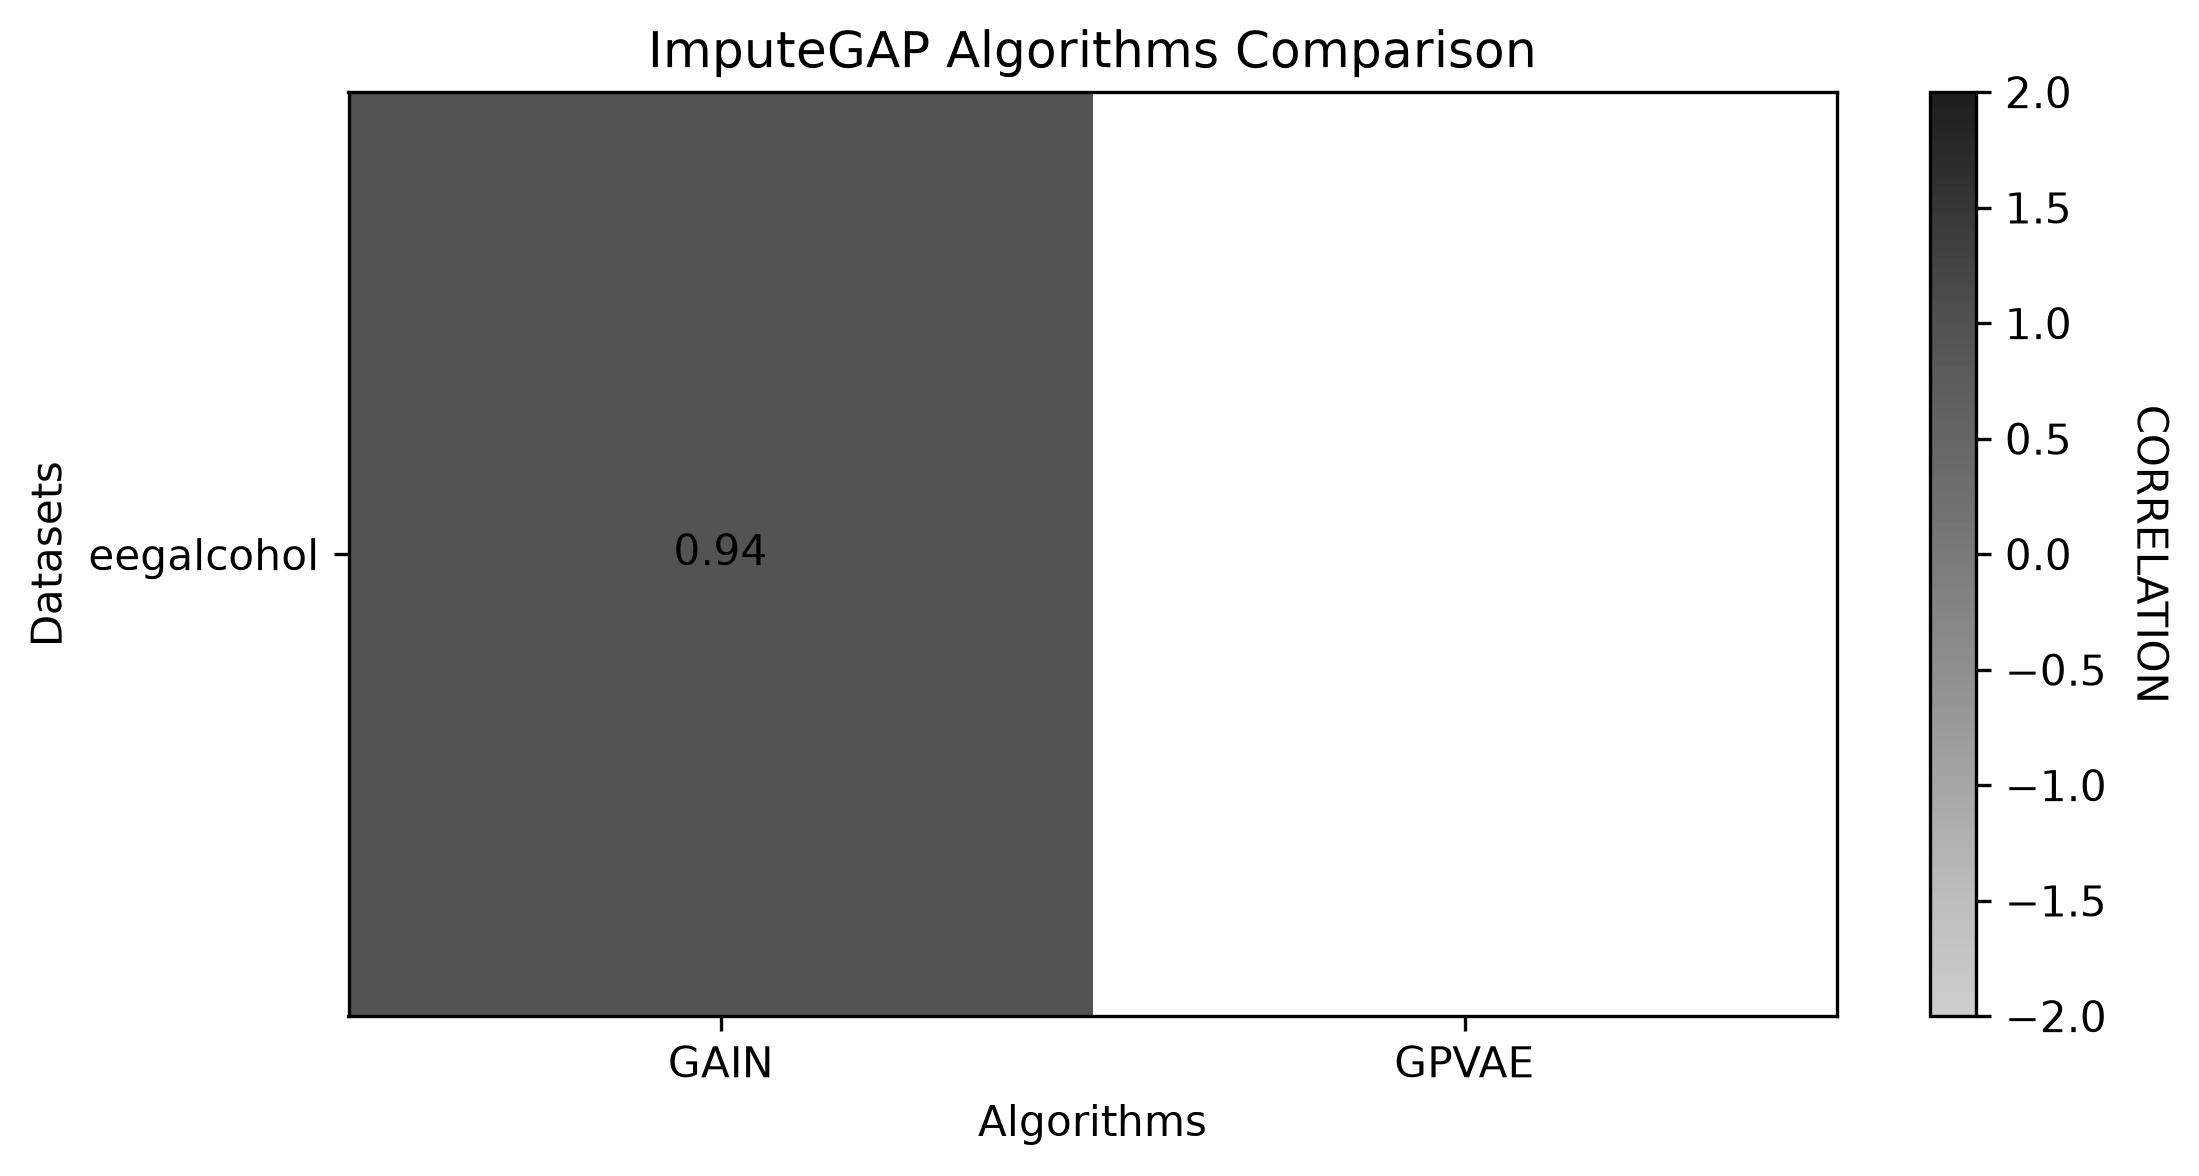 ImputeGAP Algorithms Comparison
Datasets
eegalcohol
0.94
GAIN
GPVAE
Algorithms
2.0
1.5
1.0
0.5
0.0
−0.5
−1.0
−1.5
−2.0
CORRELATION